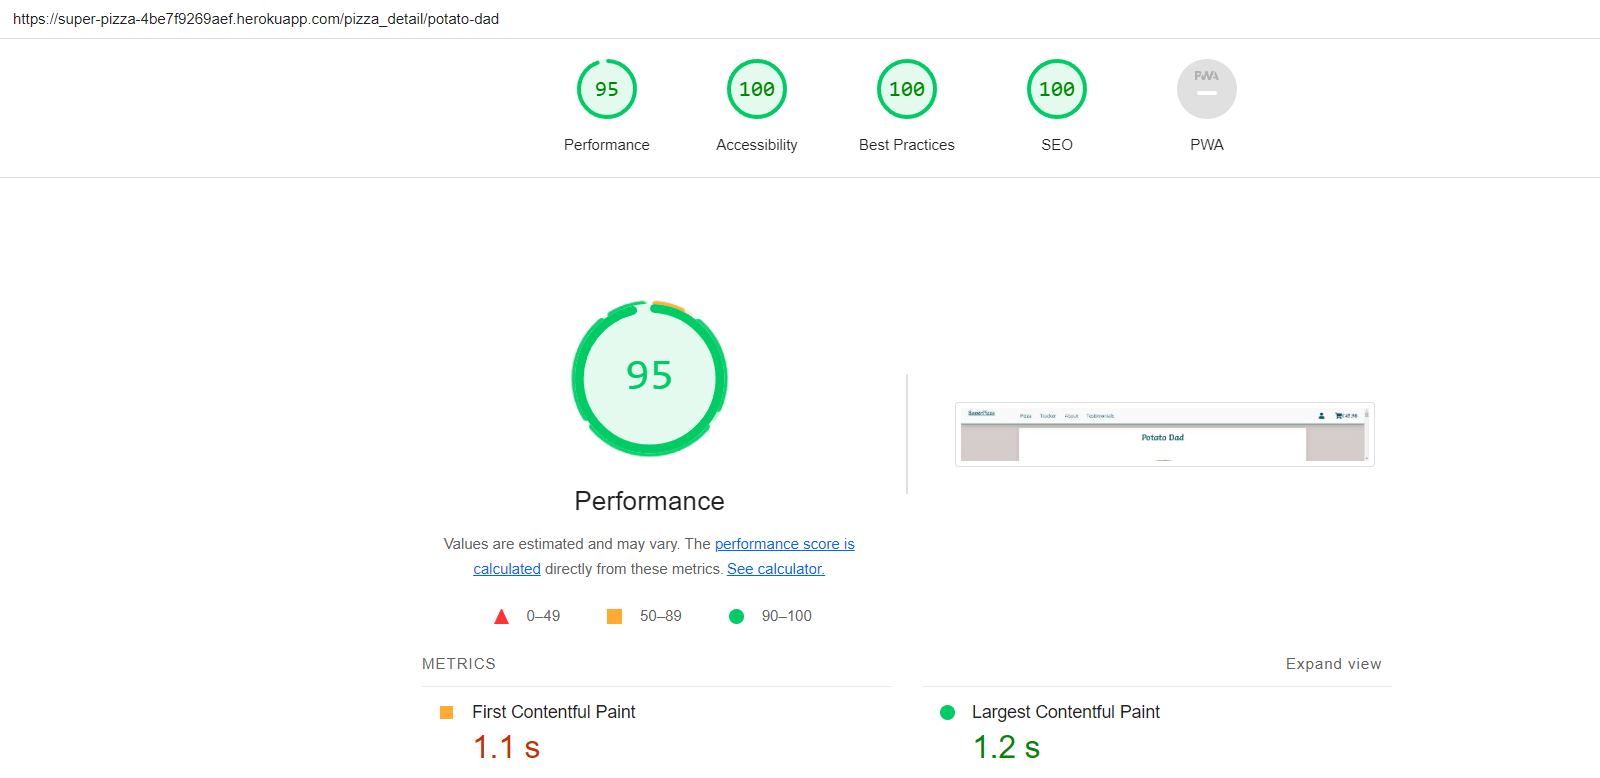 https://super-pizza-4be7f9269aef.herokuapp.com/pizza_detail/potato-dad
95 100 100 100 PWA
Performance Accessibility Best Practices SEO PWA
95
Performance
Values are estimated and may vary. The performance score is
calculated directly from these metrics. See calculator.
0–49 50–89 90–100
SuperPizza Pizza Tracker About Testimonials
Potato Dad
METRICS Expand view
First Contentful Paint Largest Contentful Paint
1.1 s 1.2 s